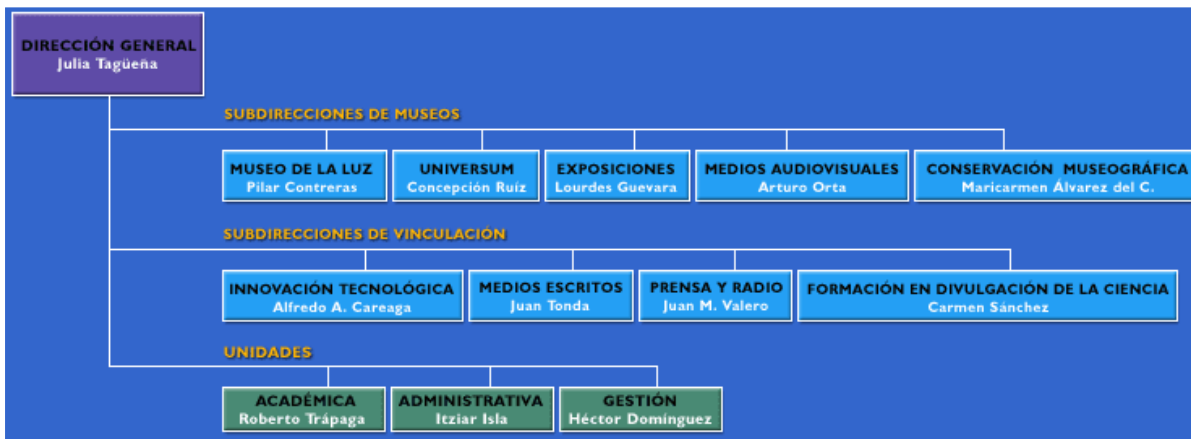 DIRECCIÓN GENERAL
Julia Tagüeña
SUBDIRECCIONES DE MUSEOS
MUSEO DE LA LUZ
Pilar Contreras
UNIVERSUM
Concepción Ruíz
EXPOSICIONES
Lourdes Guevara
MEDIOS AUDIOVISUALES
Arturo Orta
CONSERVACIÓN MUSEOGRÁFICA
Maricarmen Álvarez del C.
SUBDIRECCIONES DE VINCULACIÓN
INNOVACIÓN TECNOLÓGICA
Alfredo A. Careaga
MEDIOS ESCRITOS
Juan Tonda
PRENSA Y RADIO
Juan M. Valero
FORMACIÓN EN DIVULGACIÓN DE LA CIENCIA
Carmen Sánchez
UNIDADES
ACADÉMICA
Roberto Trápaga
ADMINISTRATIVA
Itziar Isla
GESTIÓN
Héctor Domínguez